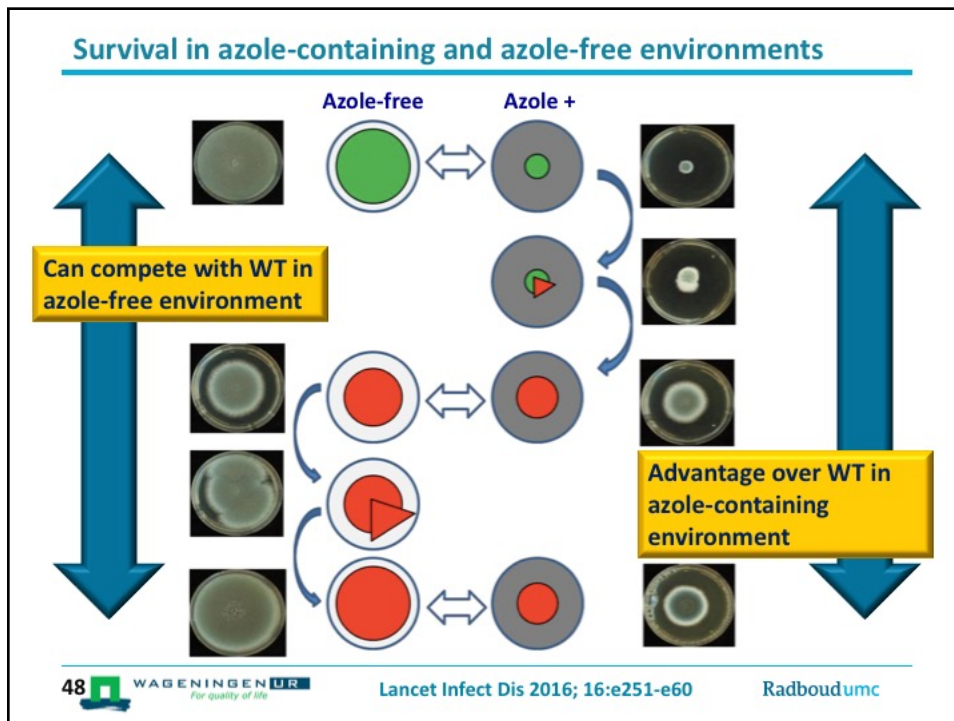 Survival in azole-containing and azole-free environments
Azole-free
Azole +
Can compete with WT in
azole-free environment
Advantage over WT in
azole-containing
environment
48
WAGENINGEN UR
For quality of life
Lancet Infect Dis 2016; 16:e251-e60
Radboudumc